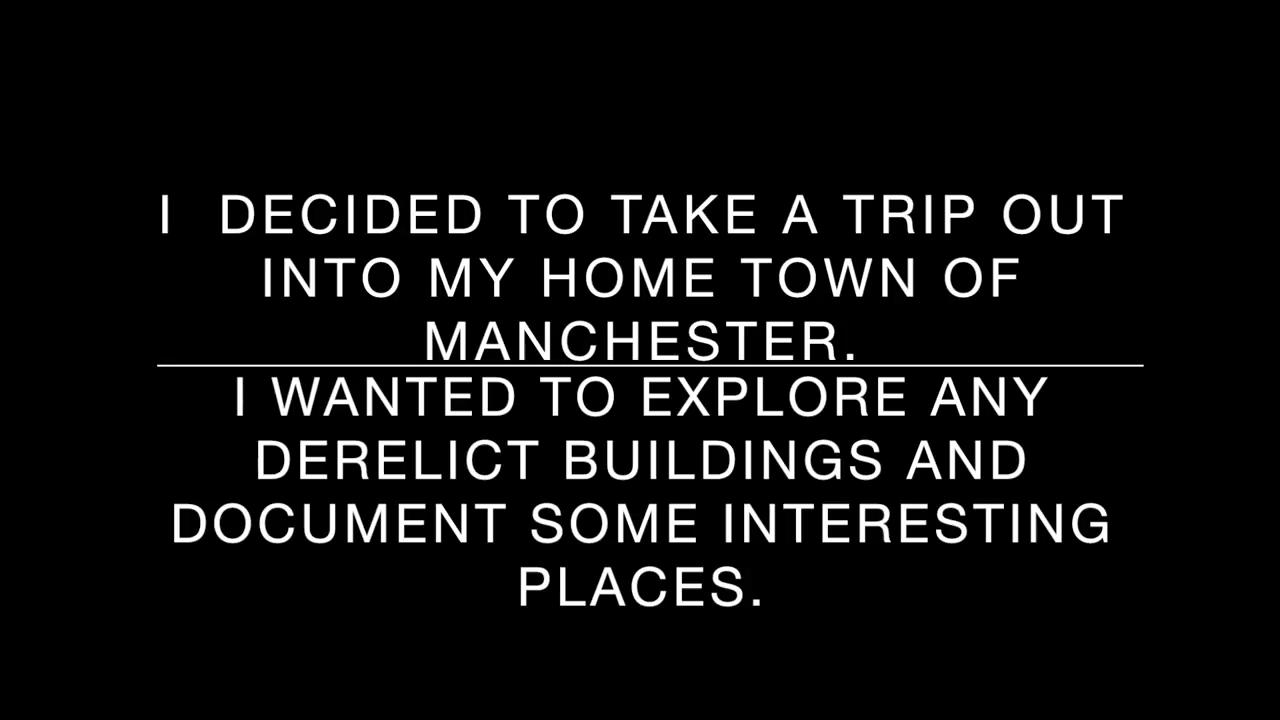 I  DECIDED TO TAKE A TRIP OUT
INTO MY HOME TOWN OF
MANCHESTER.
I WANTED TO EXPLORE ANY
DERELICT BUILDINGS AND
DOCUMENT SOME INTERESTING
PLACES.